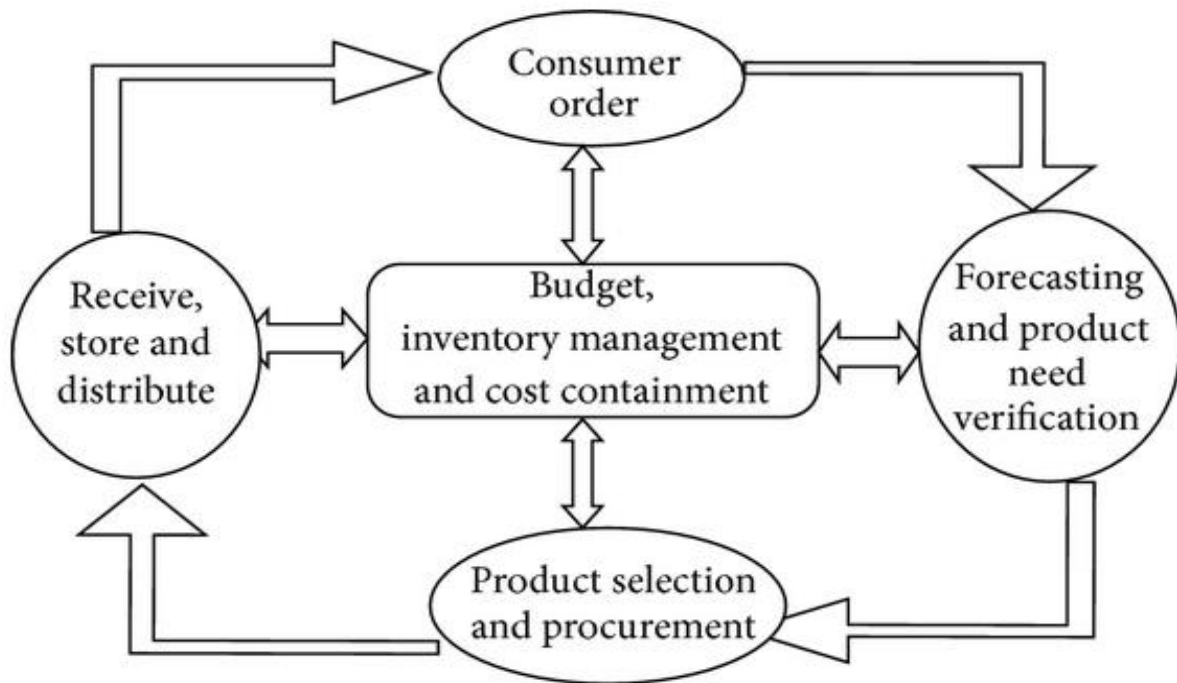 Consumer
order
Forecasting
and product
need
verification
Receive,
store and
distribute
Budget,
inventory management
and cost containment
Product selection
and procurement